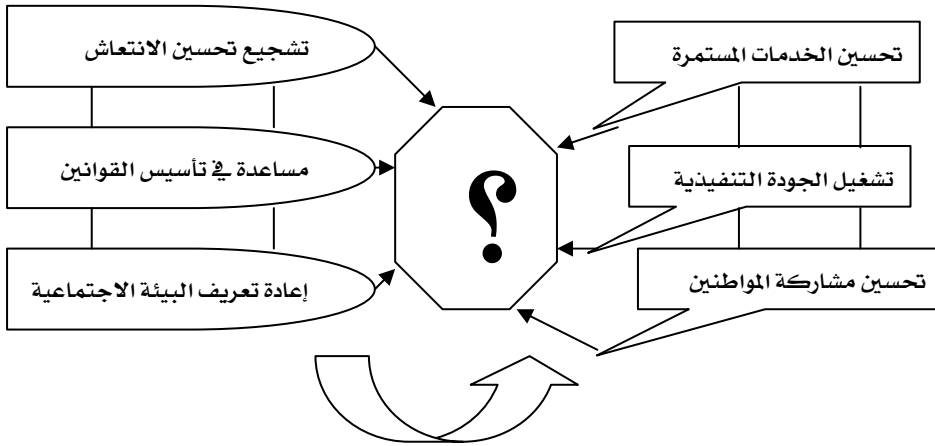 تحسين الخدمات المستمرة
تشغيل الجودة التنفيذية
تحسين مشاركة المواطنين
؟
تشجيع تحسين الانتعاش
مساعدة في تأسيس القوانين
إعادة تعريف البيئة الاجتماعية